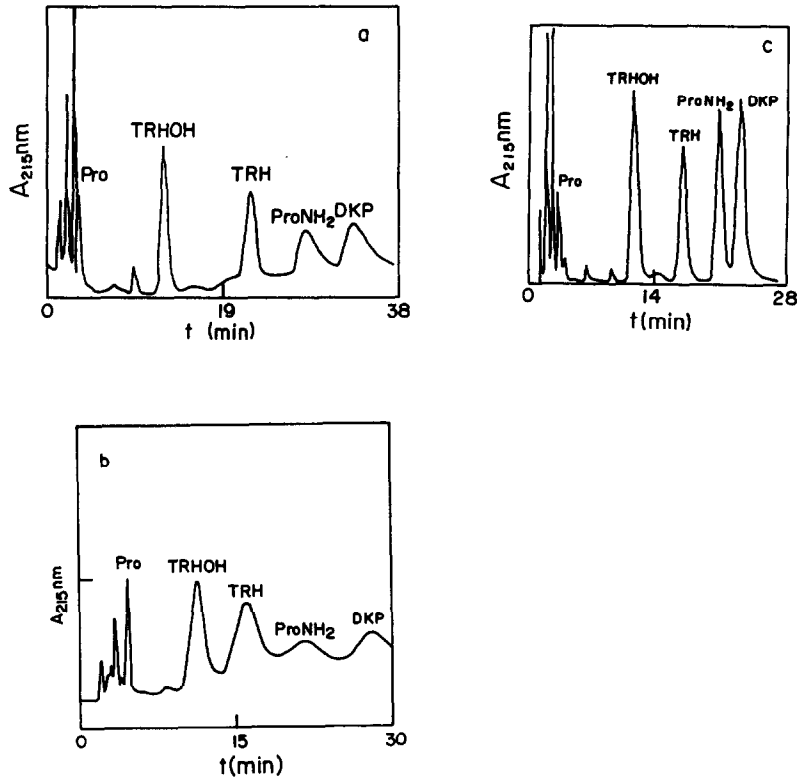 a
TRHOH
Pro
TRH
ProNH2 DKP
A215nm
0 19 38
t (min)
c
TRHOH
ProNH2 DKP
TRH
Pro
A215nm
0 14 28
t(min)
b
Pro
TRHOH
TRH
ProNH2
DKP
A215nm
0 15 30
t(min)